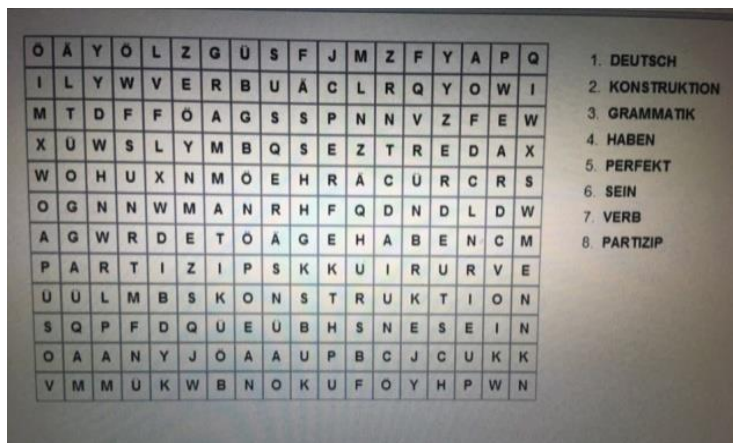 Ö Ä Y Ö L Z G Ü S F J M Z F Y A P Q
I L Y W V E R B U Ä C L R Q Y O W I
M T D F F Ö A G S S P N N V Z F E W
X Ü W S L Y M B Q S E Z T R E D A X
W O H U X N M Ö E H R Ä C Ü R C R S
O G N N W M A N R H F Q D N D L D W
A G W R D E T Ö Ä G E H A B E N C M
P A R T I Z I P S K K U I R U R V E
Ü Ü L M B S K O N S T R U K T I O N
S Q P F D Q Ü E Ü B H S N E S E I N
O A A N Y J Ö A A U P B C J C U K K
V M M Ü K W B N O K U F Ö Y H P W N
1. DEUTSCH
2. KONSTRUKTION
3. GRAMMATIK
4. HABEN
5. PERFEKT
6. SEIN
7. VERB
8. PARTIZIP